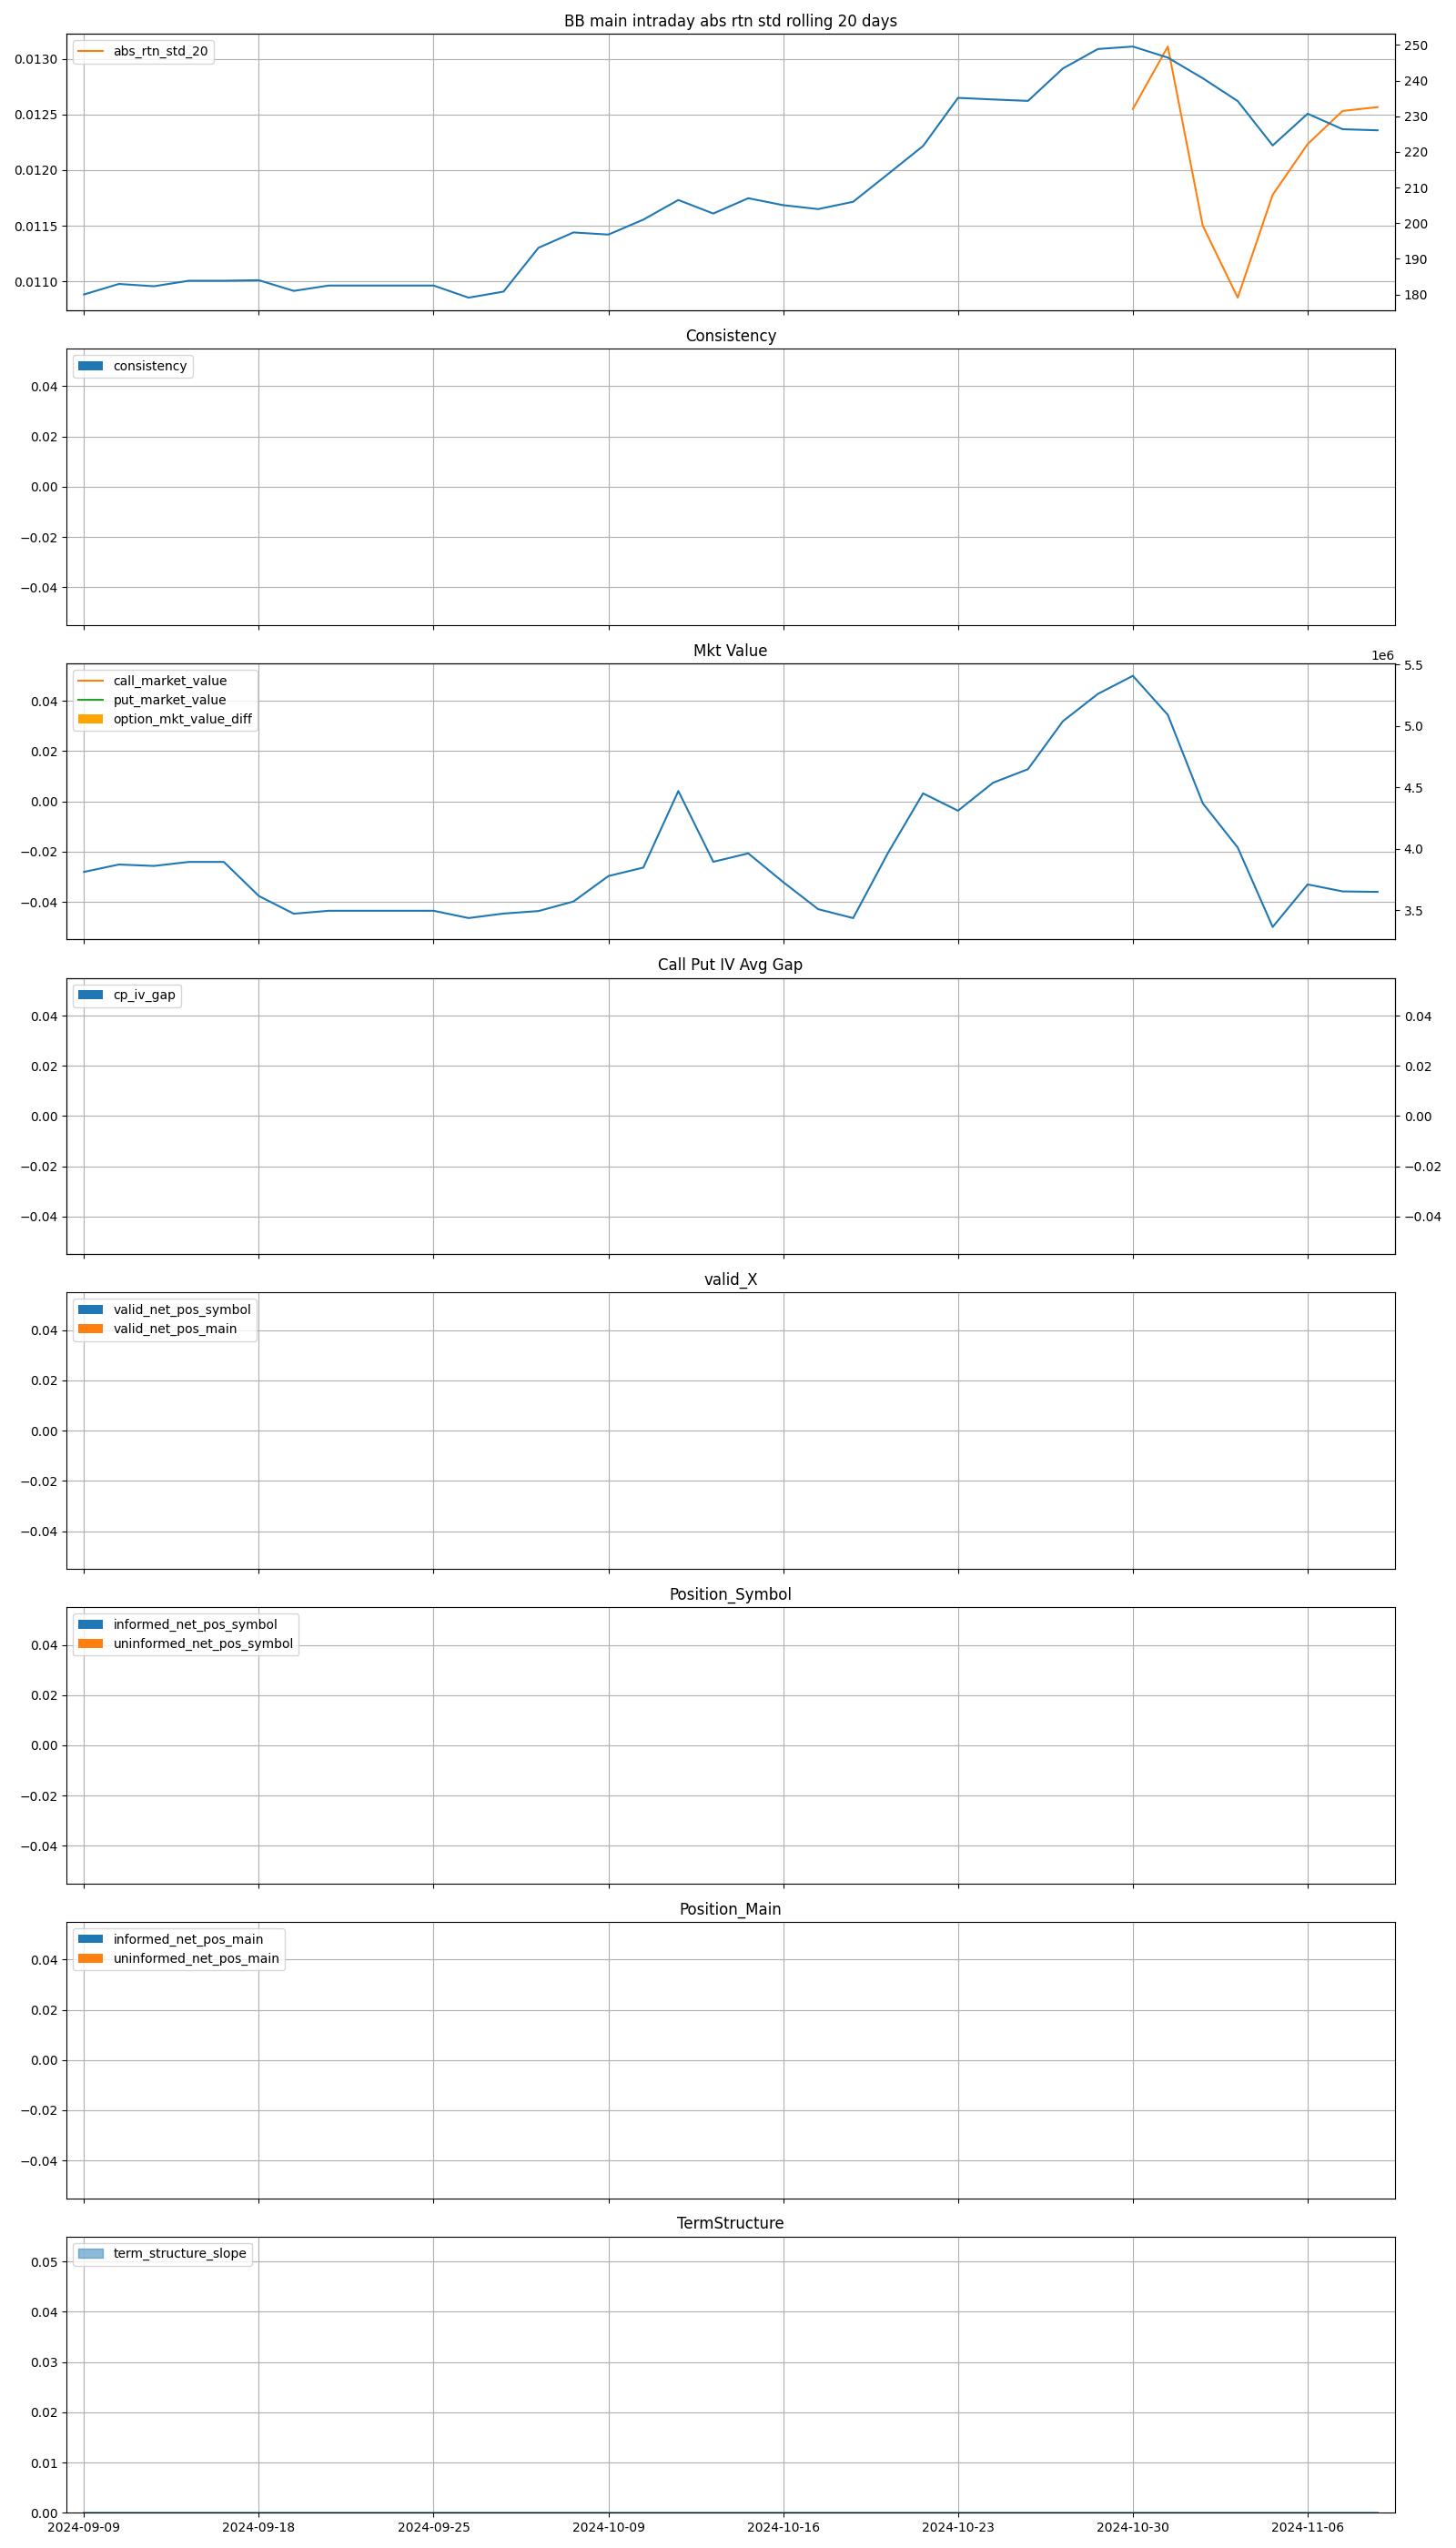 BB main intraday abs rtn std rolling 20 days
abs_rtn_std_20
0.0130
0.0125
0.0120
0.0115
0.0110
250
240
230
220
210
200
190
180
Consistency
consistency
0.04
0.02
0.00
−0.02
−0.04
Mkt Value
1e6
call_market_value
put_market_value
option_mkt_value_diff
0.04
0.02
0.00
−0.02
−0.04
5.5
5.0
4.5
4.0
3.5
Call Put IV Avg Gap
cp_iv_gap
0.04
0.02
0.00
−0.02
−0.04
0.04
0.02
0.00
−0.02
−0.04
valid_X
valid_net_pos_symbol
valid_net_pos_main
0.04
0.02
0.00
−0.02
−0.04
Position_Symbol
informed_net_pos_symbol
uninformed_net_pos_symbol
0.04
0.02
0.00
−0.02
−0.04
Position_Main
informed_net_pos_main
uninformed_net_pos_main
0.04
0.02
0.00
−0.02
−0.04
TermStructure
term_structure_slope
0.05
0.04
0.03
0.02
0.01
0.00
2024-09-09 2024-09-18 2024-09-25 2024-10-09 2024-10-16 2024-10-23 2024-10-30 2024-11-06